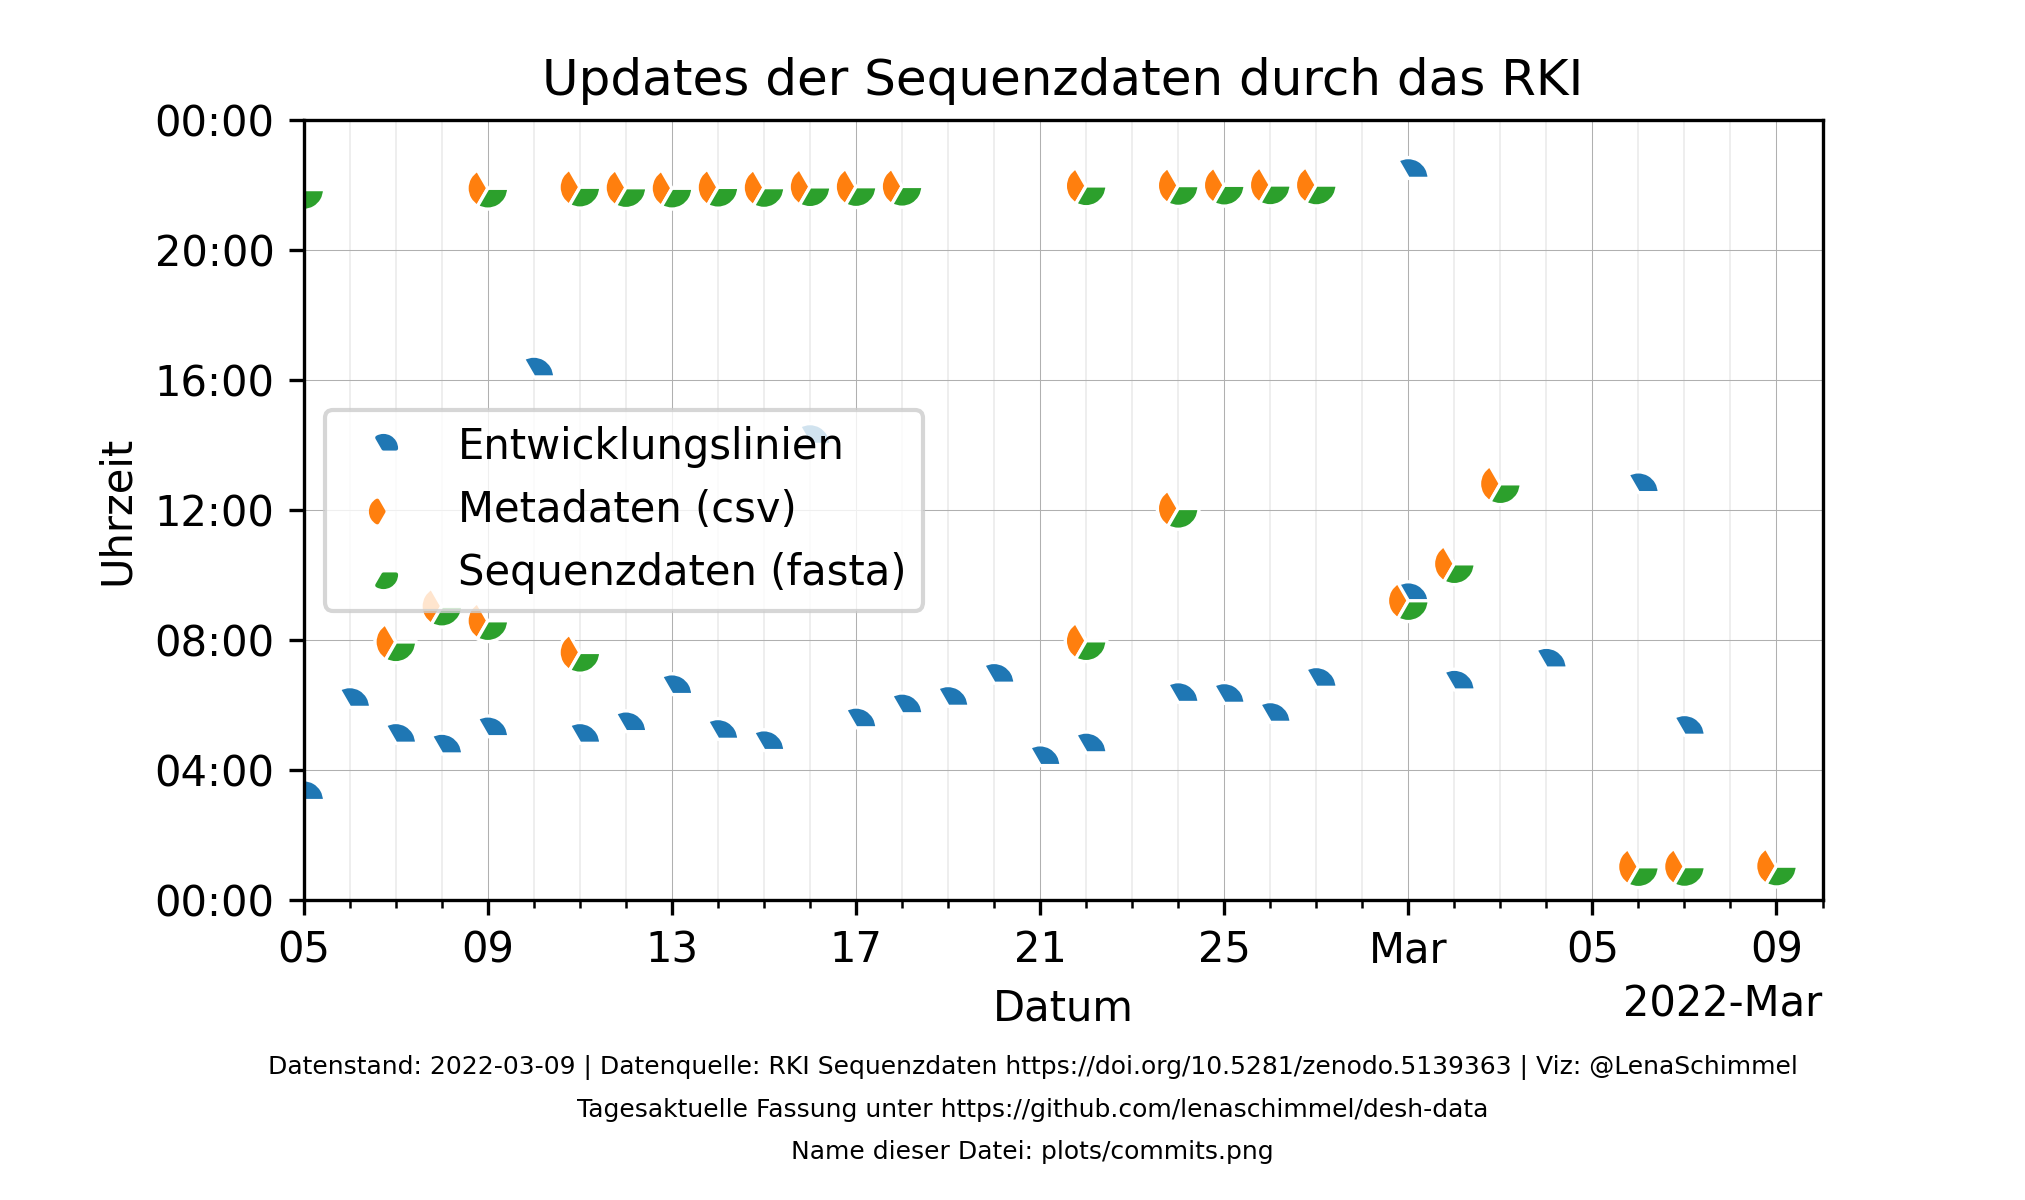 Updates der Sequenzdaten durch das RKI
00:00
20:00
16:00
12:00
08:00
04:00
00:00
Uhrzeit
Entwicklungslinien
Metadaten (csv)
Sequenzdaten (fasta)
05 09 13 17 21 25 Mar 05 09
Datum
2022-Mar
Datenstand: 2022-03-09 | Datenquelle: RKI Sequenzdaten https://doi.org/10.5281/zenodo.5139363 | Viz: @LenaSchimmel
Tagesaktuelle Fassung unter https://github.com/lenaschimmel/desh-data
Name dieser Datei: plots/commits.png